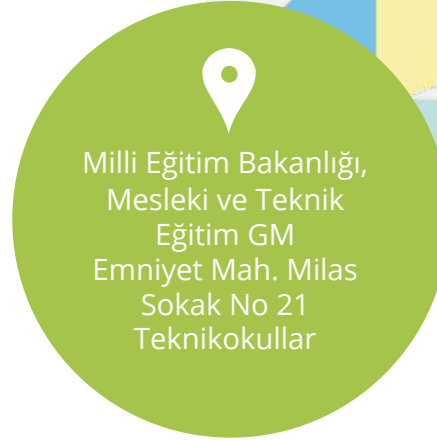 Milli Eğitim Bakanlığı,
Mesleki ve Teknik
Eğitim GM
Emniyet Mah. Milas
Sokak No 21
Teknikokullar